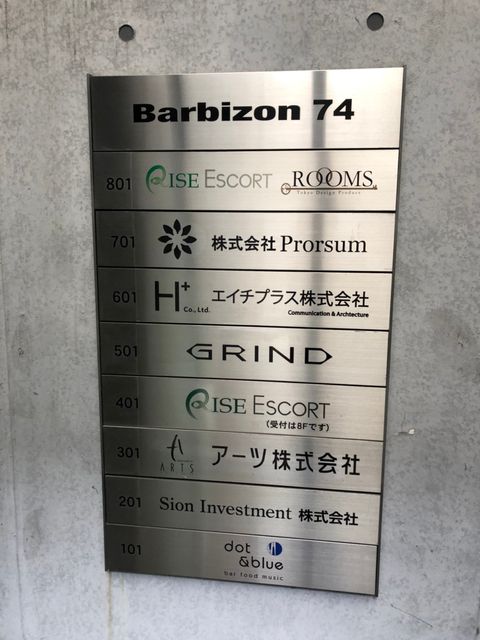 Barbizon 74
801 RISE ESCORT ROOOMS
Tokyo Design Produce
701 株式会社 Prorsum
601 H+ Co., Ltd. エイチプラス株式会社
Communication & Archtecture
501 GRIND
401 RISE ESCORT
(受付は8Fです)
301 ARTS アーツ株式会社
201 Sion Investment 株式会社
101 dot
&blue
bar food music